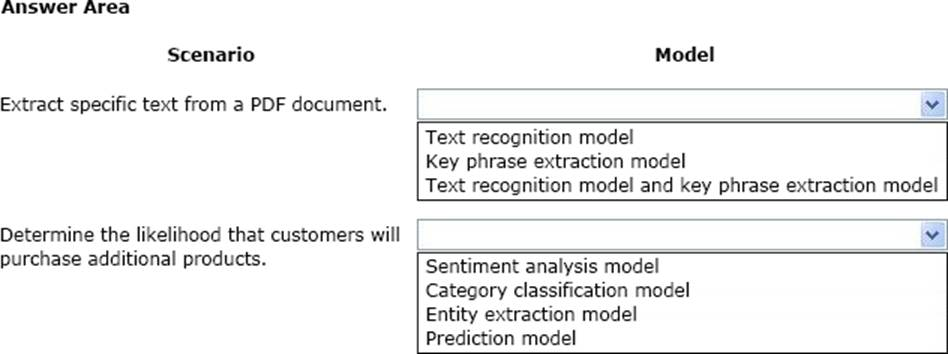 Answer Area
Scenario
Model
Extract specific text from a PDF document.
Text recognition model
Key phrase extraction model
Text recognition model and key phrase extraction model
Determine the likelihood that customers will
purchase additional products.
Sentiment analysis model
Category classification model
Entity extraction model
Prediction model